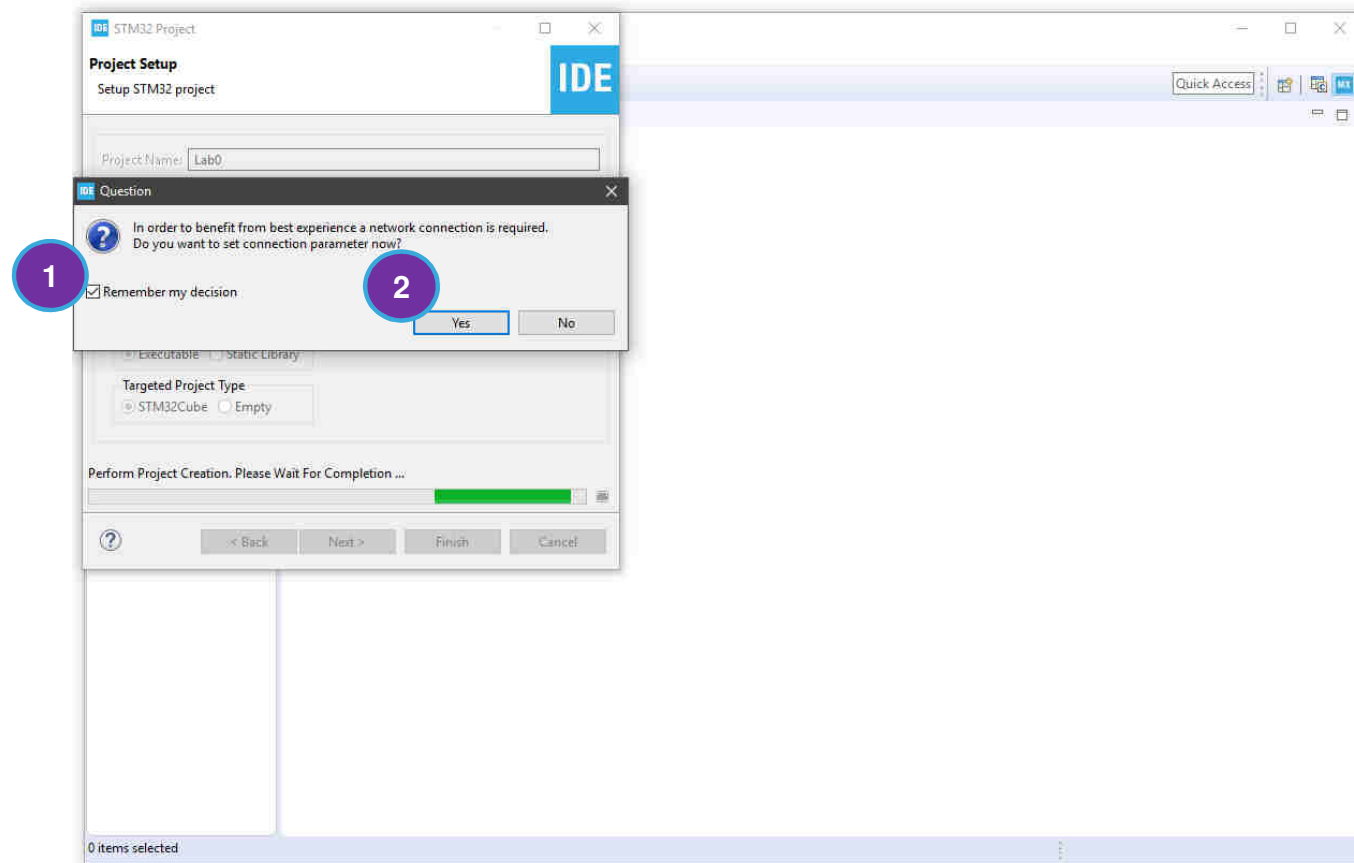 IDE STM32 Project
Project Setup
Setup STM32 project
IDE
Quick Access
MX
Project Name: Lab0
IDE Question
In order to benefit from best experience a network connection is required.
Do you want to set connection parameter now?
1
2
Remember my decision
Yes No
Executable Static Library
Targeted Project Type
STM32Cube Empty
Perform Project Creation. Please Wait For Completion ...
< Back Next > Finish Cancel
0 items selected